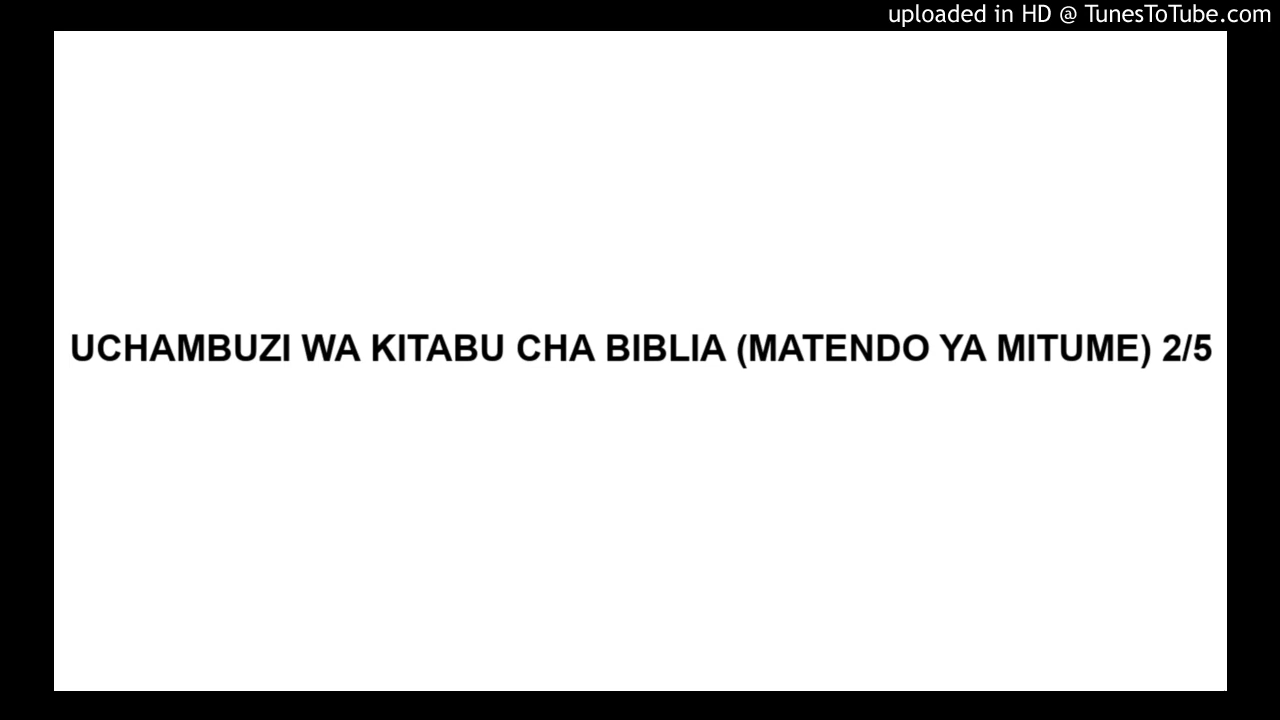 uploaded in HD @ TunesToTube.com
UCHAMBUZI WA KITABU CHA BIBLIA (MATENDO YA MITUME) 2/5